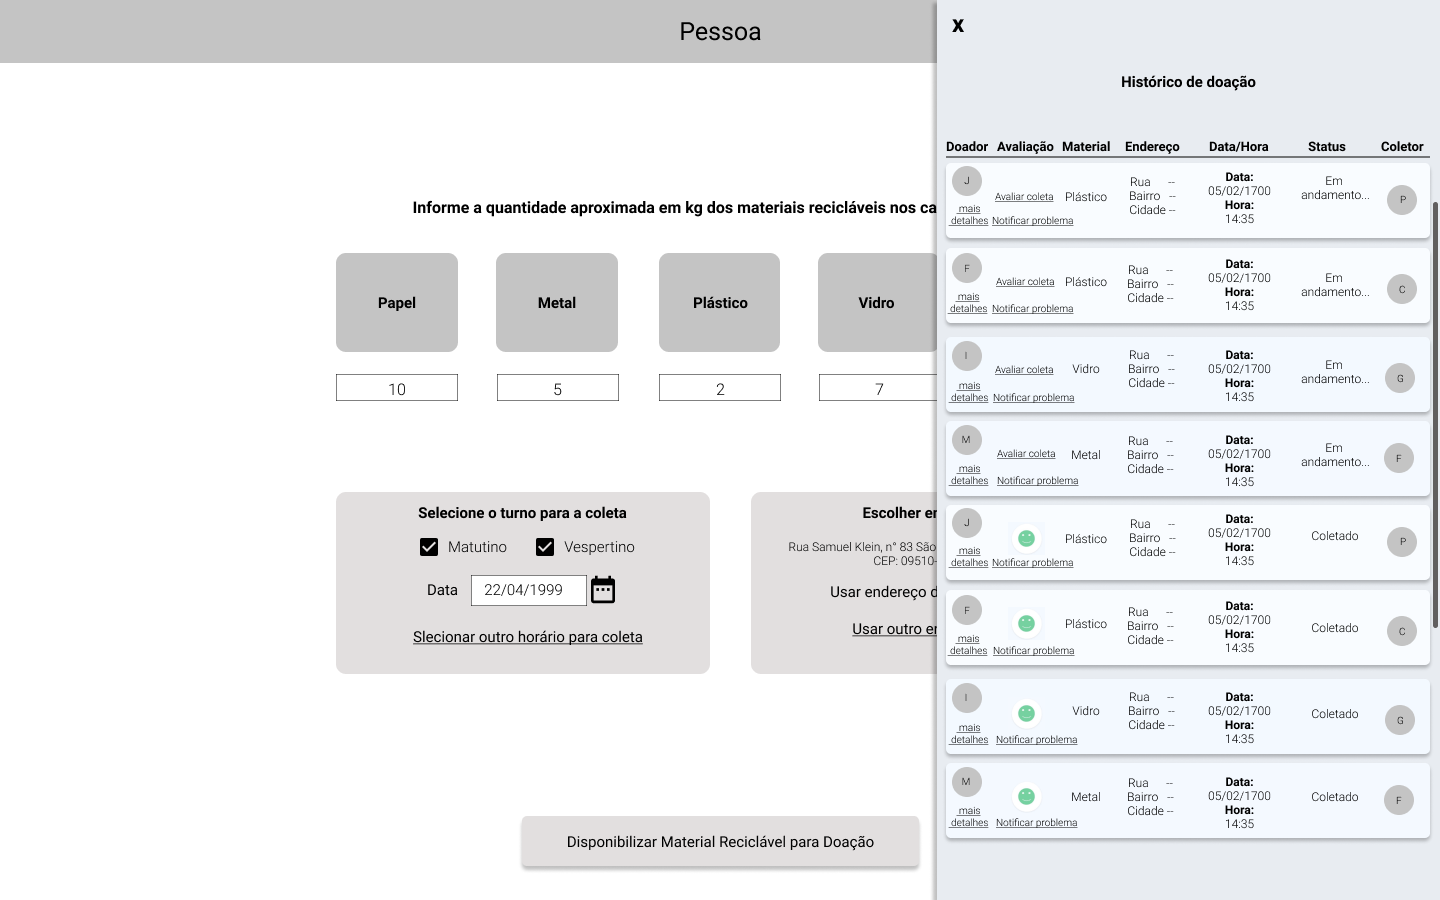 Pessoa
Informe a quantidade aproximada em kg dos materiais recicláveis nos ca
Papel
Metal
Plástico
Vidro
10
5
2
7
Selecione o turno para a coleta
Matutino
Vespertino
Data
22/04/1999
Slecionar outro horário para coleta
Escolher en
Rua Samuel Klein, n° 83 São
CEP: 09510-
Usar endereço d
Usar outro en
Disponibilizar Material Reciclável para Doação
X
Histórico de doação
Doador Avaliação Material Endereço Data/Hora Status Coletor
J
mais
detalhes
Avaliar coleta
Notificar problema
Plástico
Rua --
Bairro --
Cidade --
Data:
05/02/1700
Hora:
14:35
Em
andamento...
P
F
mais
detalhes
Avaliar coleta
Notificar problema
Plástico
Rua --
Bairro --
Cidade --
Data:
05/02/1700
Hora:
14:35
Em
andamento...
C
I
mais
detalhes
Avaliar coleta
Notificar problema
Vidro
Rua --
Bairro --
Cidade --
Data:
05/02/1700
Hora:
14:35
Em
andamento...
G
M
mais
detalhes
Avaliar coleta
Notificar problema
Metal
Rua --
Bairro --
Cidade --
Data:
05/02/1700
Hora:
14:35
Em
andamento...
F
J
mais
detalhes
Notificar problema
Plástico
Rua --
Bairro --
Cidade --
Data:
05/02/1700
Hora:
14:35
Coletado
P
F
mais
detalhes
Notificar problema
Plástico
Rua --
Bairro --
Cidade --
Data:
05/02/1700
Hora:
14:35
Coletado
C
I
mais
detalhes
Notificar problema
Vidro
Rua --
Bairro --
Cidade --
Data:
05/02/1700
Hora:
14:35
Coletado
G
M
mais
detalhes
Notificar problema
Metal
Rua --
Bairro --
Cidade --
Data:
05/02/1700
Hora:
14:35
Coletado
F